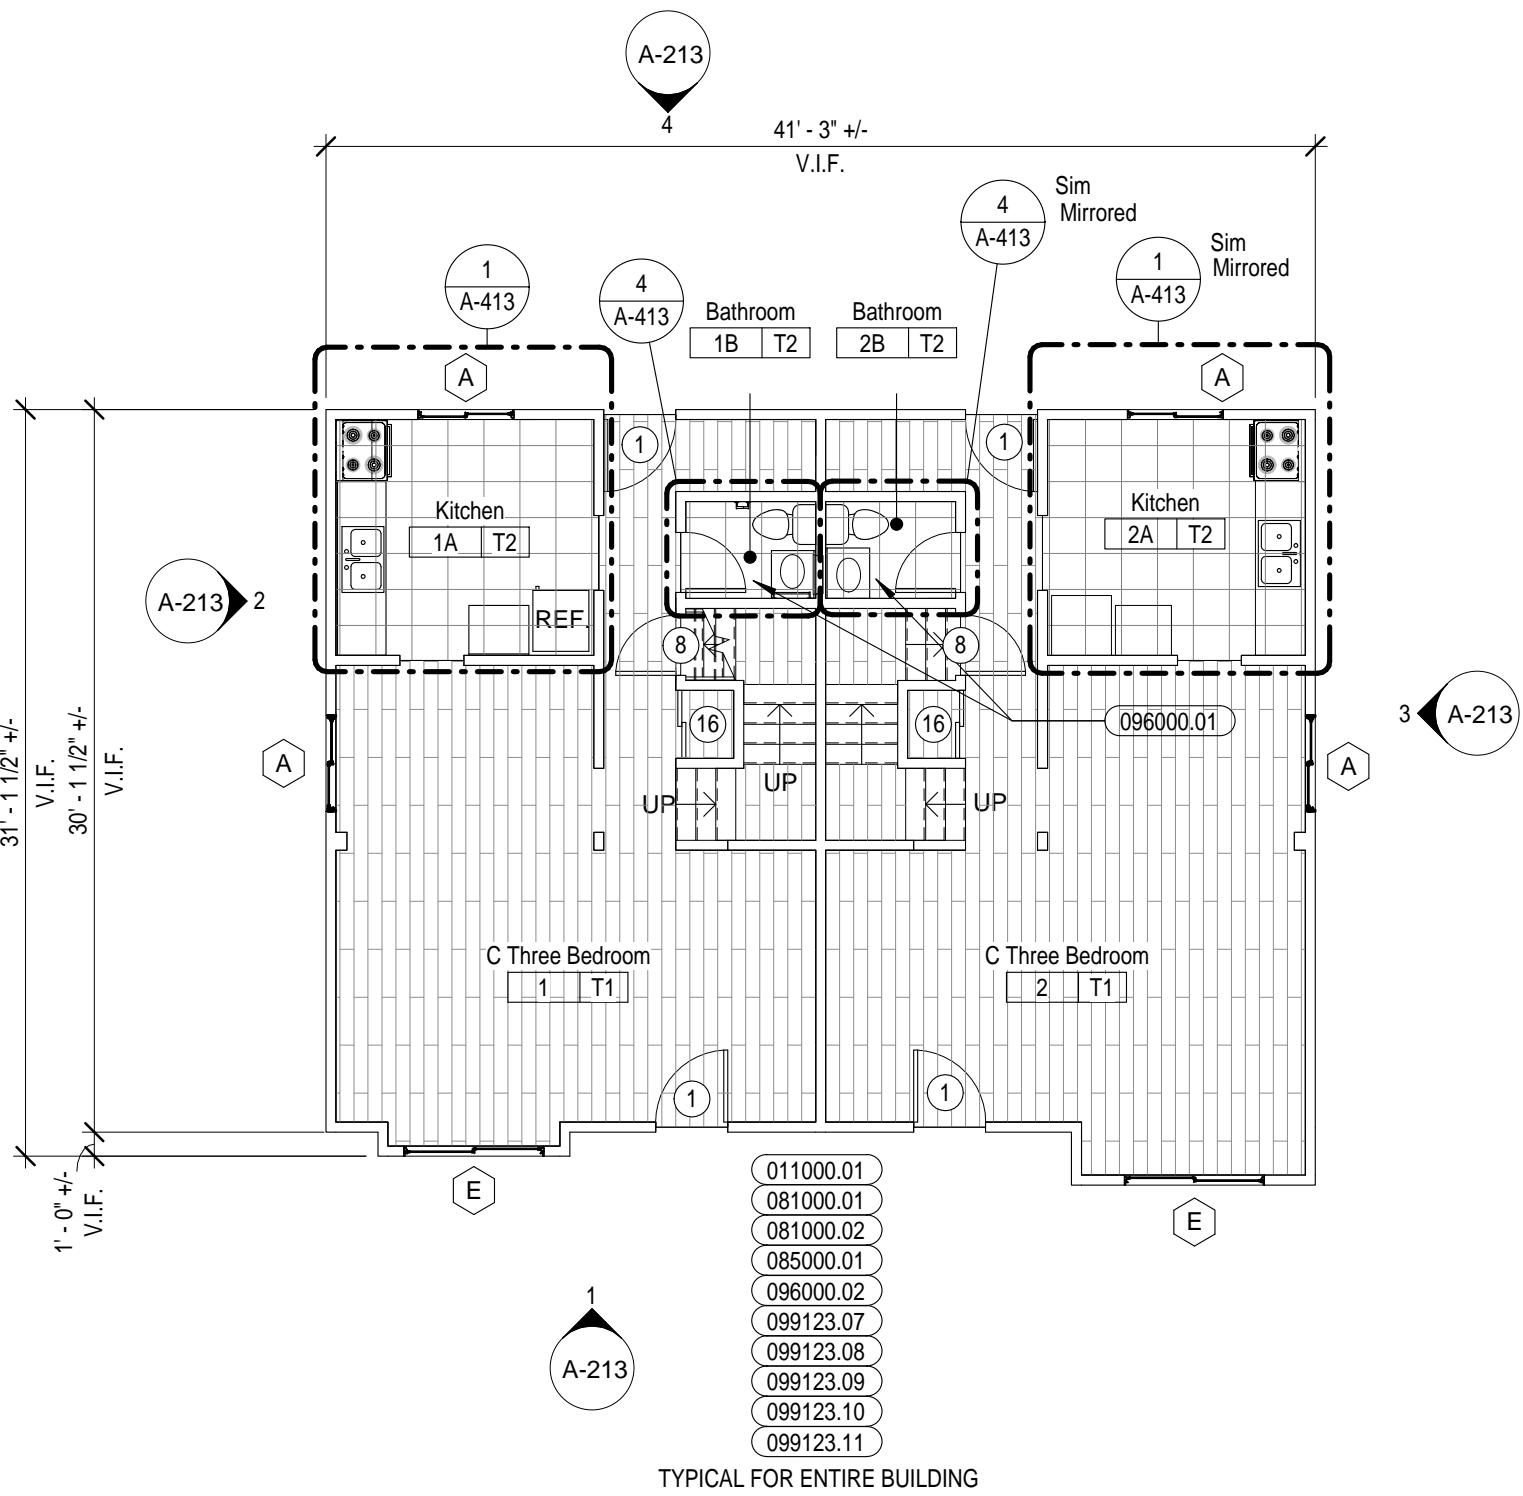 A-213
4
41' - 3" +/-
V.I.F.
4
A-413
Sim
Mirrored
1
A-413
Sim
Mirrored
1
A-413
4
A-413
Bathroom
1B T2
Bathroom
2B T2
A
A
1
1
Kitchen
1A T2
Kitchen
2A T2
A-213
2
REF.
8
8
31' - 1 1/2" +/-
V.I.F.
30' - 1 1/2" +/-
V.I.F.
16
16
096000.01
3
A-213
A
A
UP
UP
UP
C Three Bedroom
1 T1
C Three Bedroom
2 T1
1
1
1' - 0" +/-
V.I.F.
E
E
011000.01
081000.01
081000.02
085000.01
096000.02
099123.07
099123.08
099123.09
099123.10
099123.11
TYPICAL FOR ENTIRE BUILDING
1
A-213